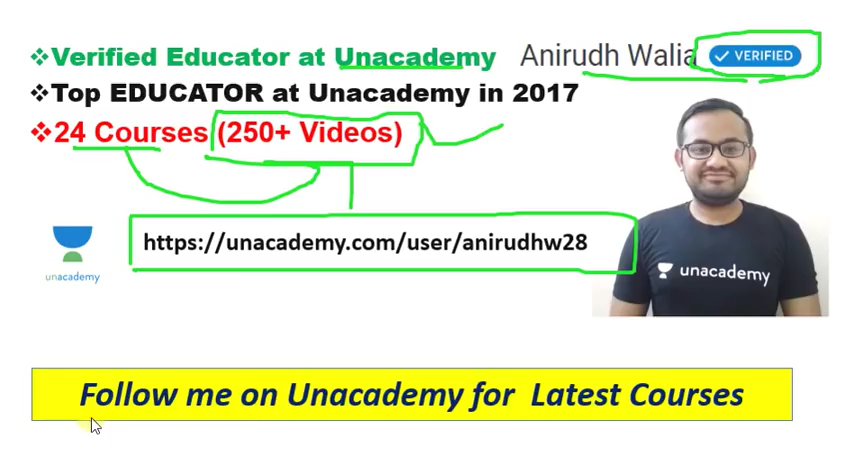 ❖Verified Educator at Unacademy
Anirudh Walia
VERIFIED
❖Top EDUCATOR at Unacademy in 2017
❖24 Courses (250+ Videos)
https://unacademy.com/user/anirudhw28
unacademy
unacademy
Follow me on Unacademy for Latest Courses